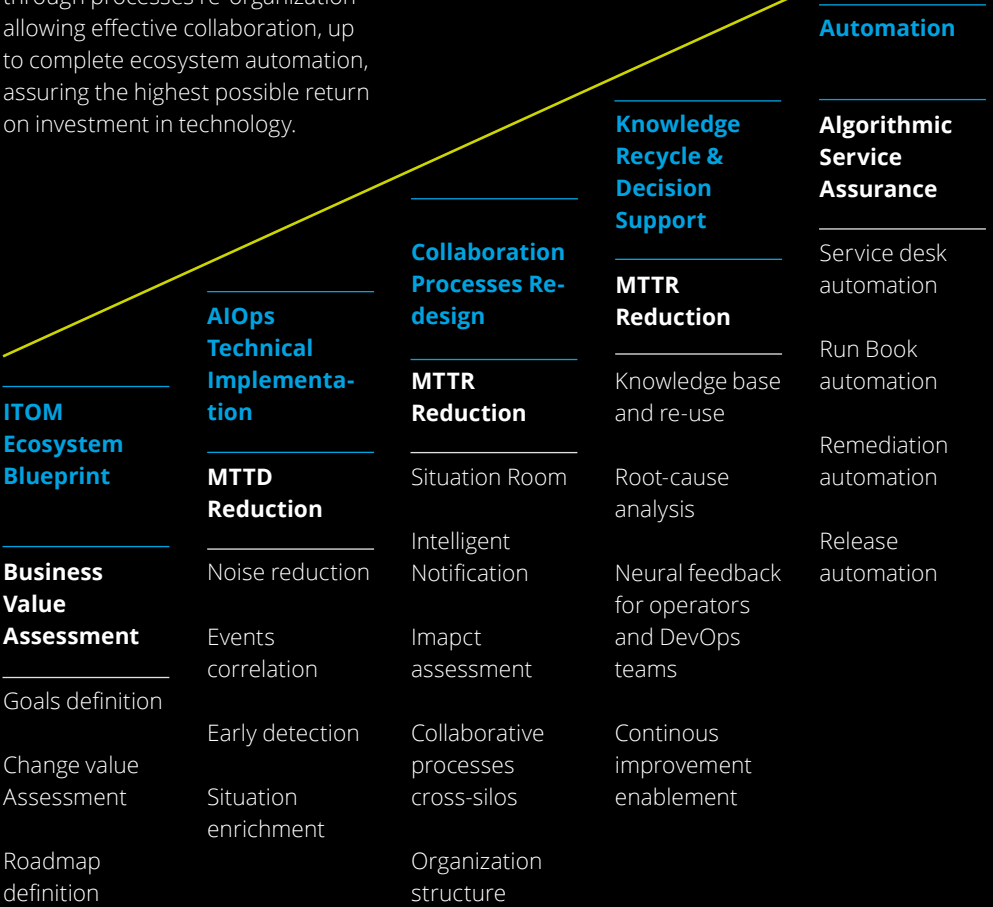 through processes re-organization
allowing effective collaboration, up
to complete ecosystem automation,
assuring the highest possible return
on investment in technology.
ITOM
Ecosystem
Blueprint
Business
Value
Assessment
Goals definition
Change value
Assessment
Roadmap
definition
AIOps
Technical
Implementa-
tion
MTTD
Reduction
Noise reduction
Events
correlation
Early detection
Situation
enrichment
Collaboration
Processes Re-
design
MTTR
Reduction
Situation Room
Intelligent
Notification
Imapct
assessment
Collaborative
processes
cross-silos
Organization
structure
Knowledge
Recycle &
Decision
Support
MTTR
Reduction
Knowledge base
and re-use
Root-cause
analysis
Neural feedback
for operators
and DevOps
teams
Continous
improvement
enablement
Automation
Algorithmic
Service
Assurance
Service desk
automation
Run Book
automation
Remediation
automation
Release
automation